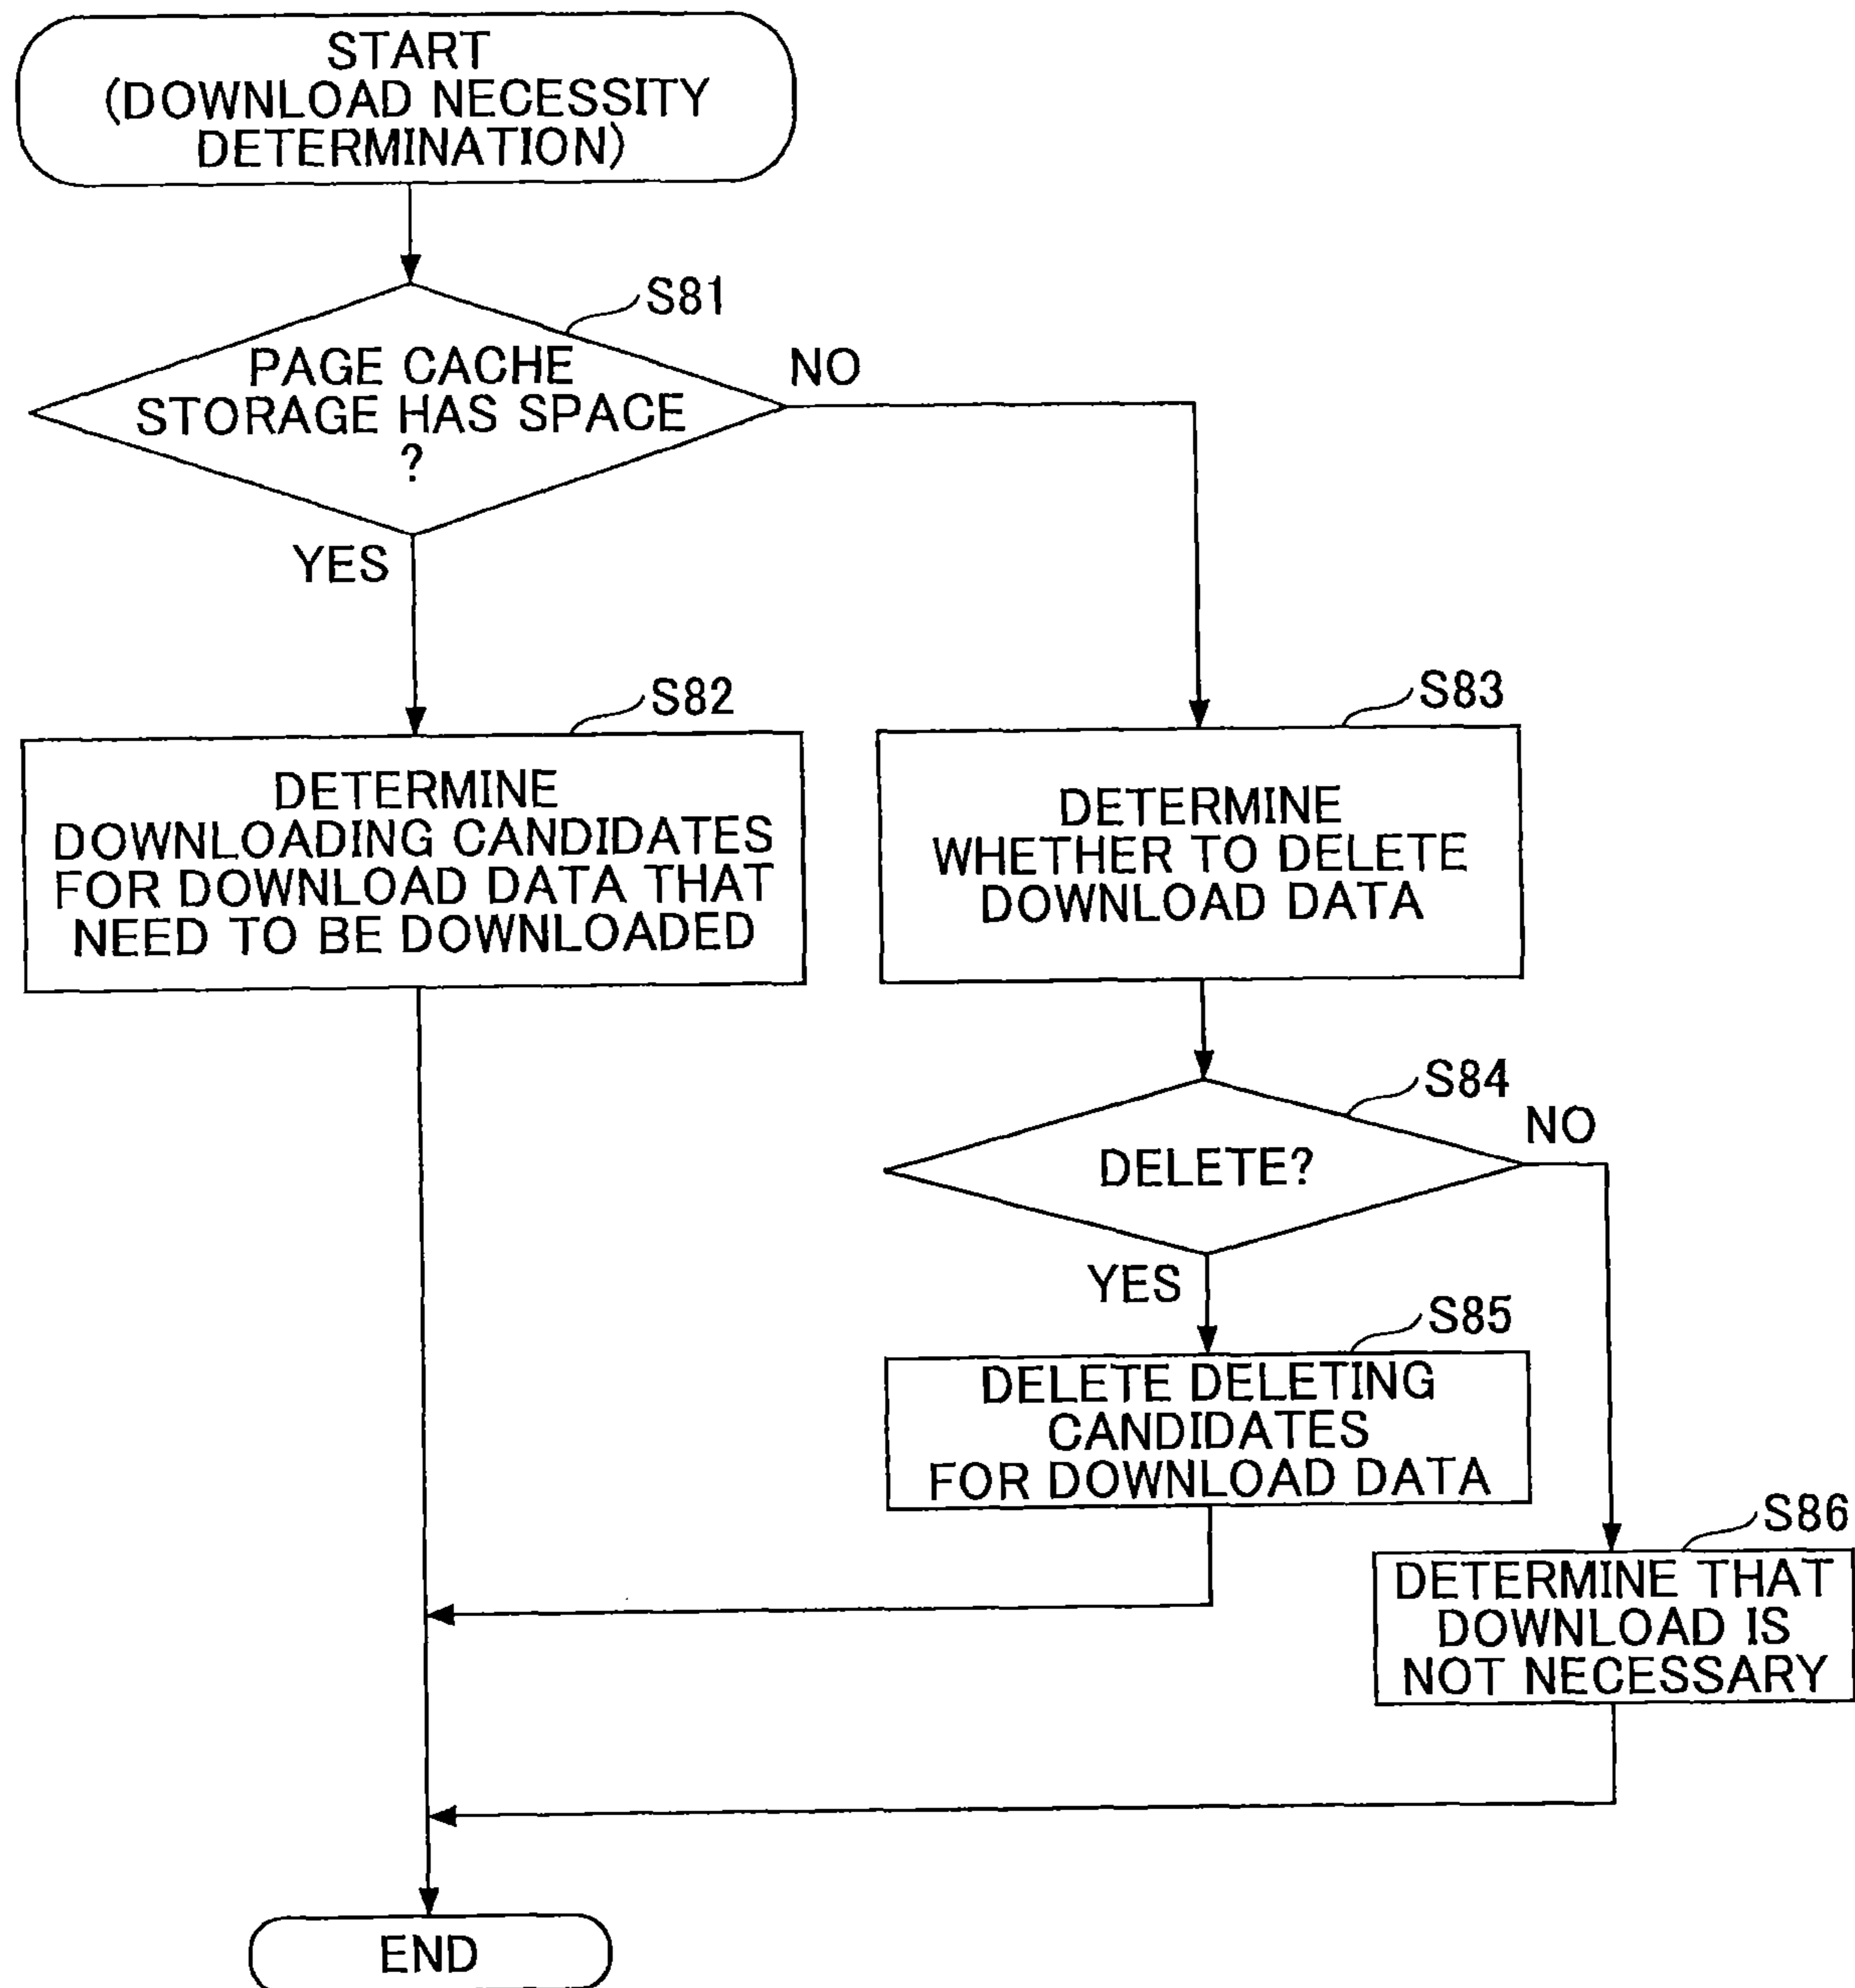 START
(DOWNLOAD NECESSITY
DETERMINATION)
S81
PAGE CACHE
STORAGE HAS SPACE
?
NO
YES
S82
DETERMINE
DOWNLOADING CANDIDATES
FOR DOWNLOAD DATA THAT
NEED TO BE DOWNLOADED
S83
DETERMINE
WHETHER TO DELETE
DOWNLOAD DATA
S84
DELETE?
NO
YES
S85
DELETE DELETING
CANDIDATES
FOR DOWNLOAD DATA
S86
DETERMINE THAT
DOWNLOAD IS
NOT NECESSARY
END